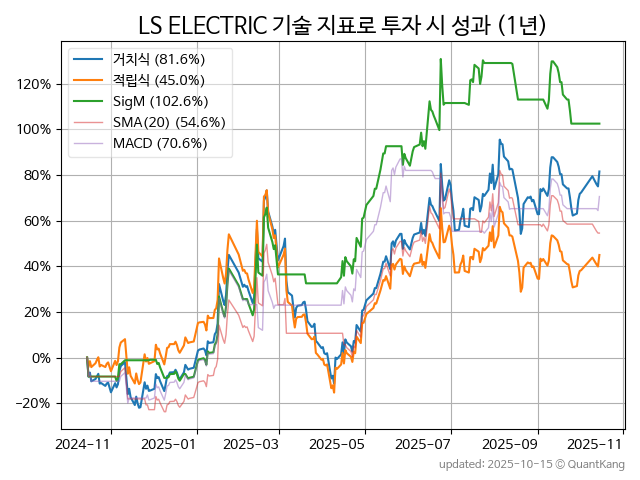 LS ELECTRIC 기술 지표로 투자 시 성과 (1년)
거치식 (81.6%)
적립식 (45.0%)
SigM (102.6%)
SMA(20) (54.6%)
MACD (70.6%)
120%
100%
80%
60%
40%
20%
0%
−20%
2024-11 2025-01 2025-03 2025-05 2025-07 2025-09 2025-11
updated: 2025-10-15 © QuantKang